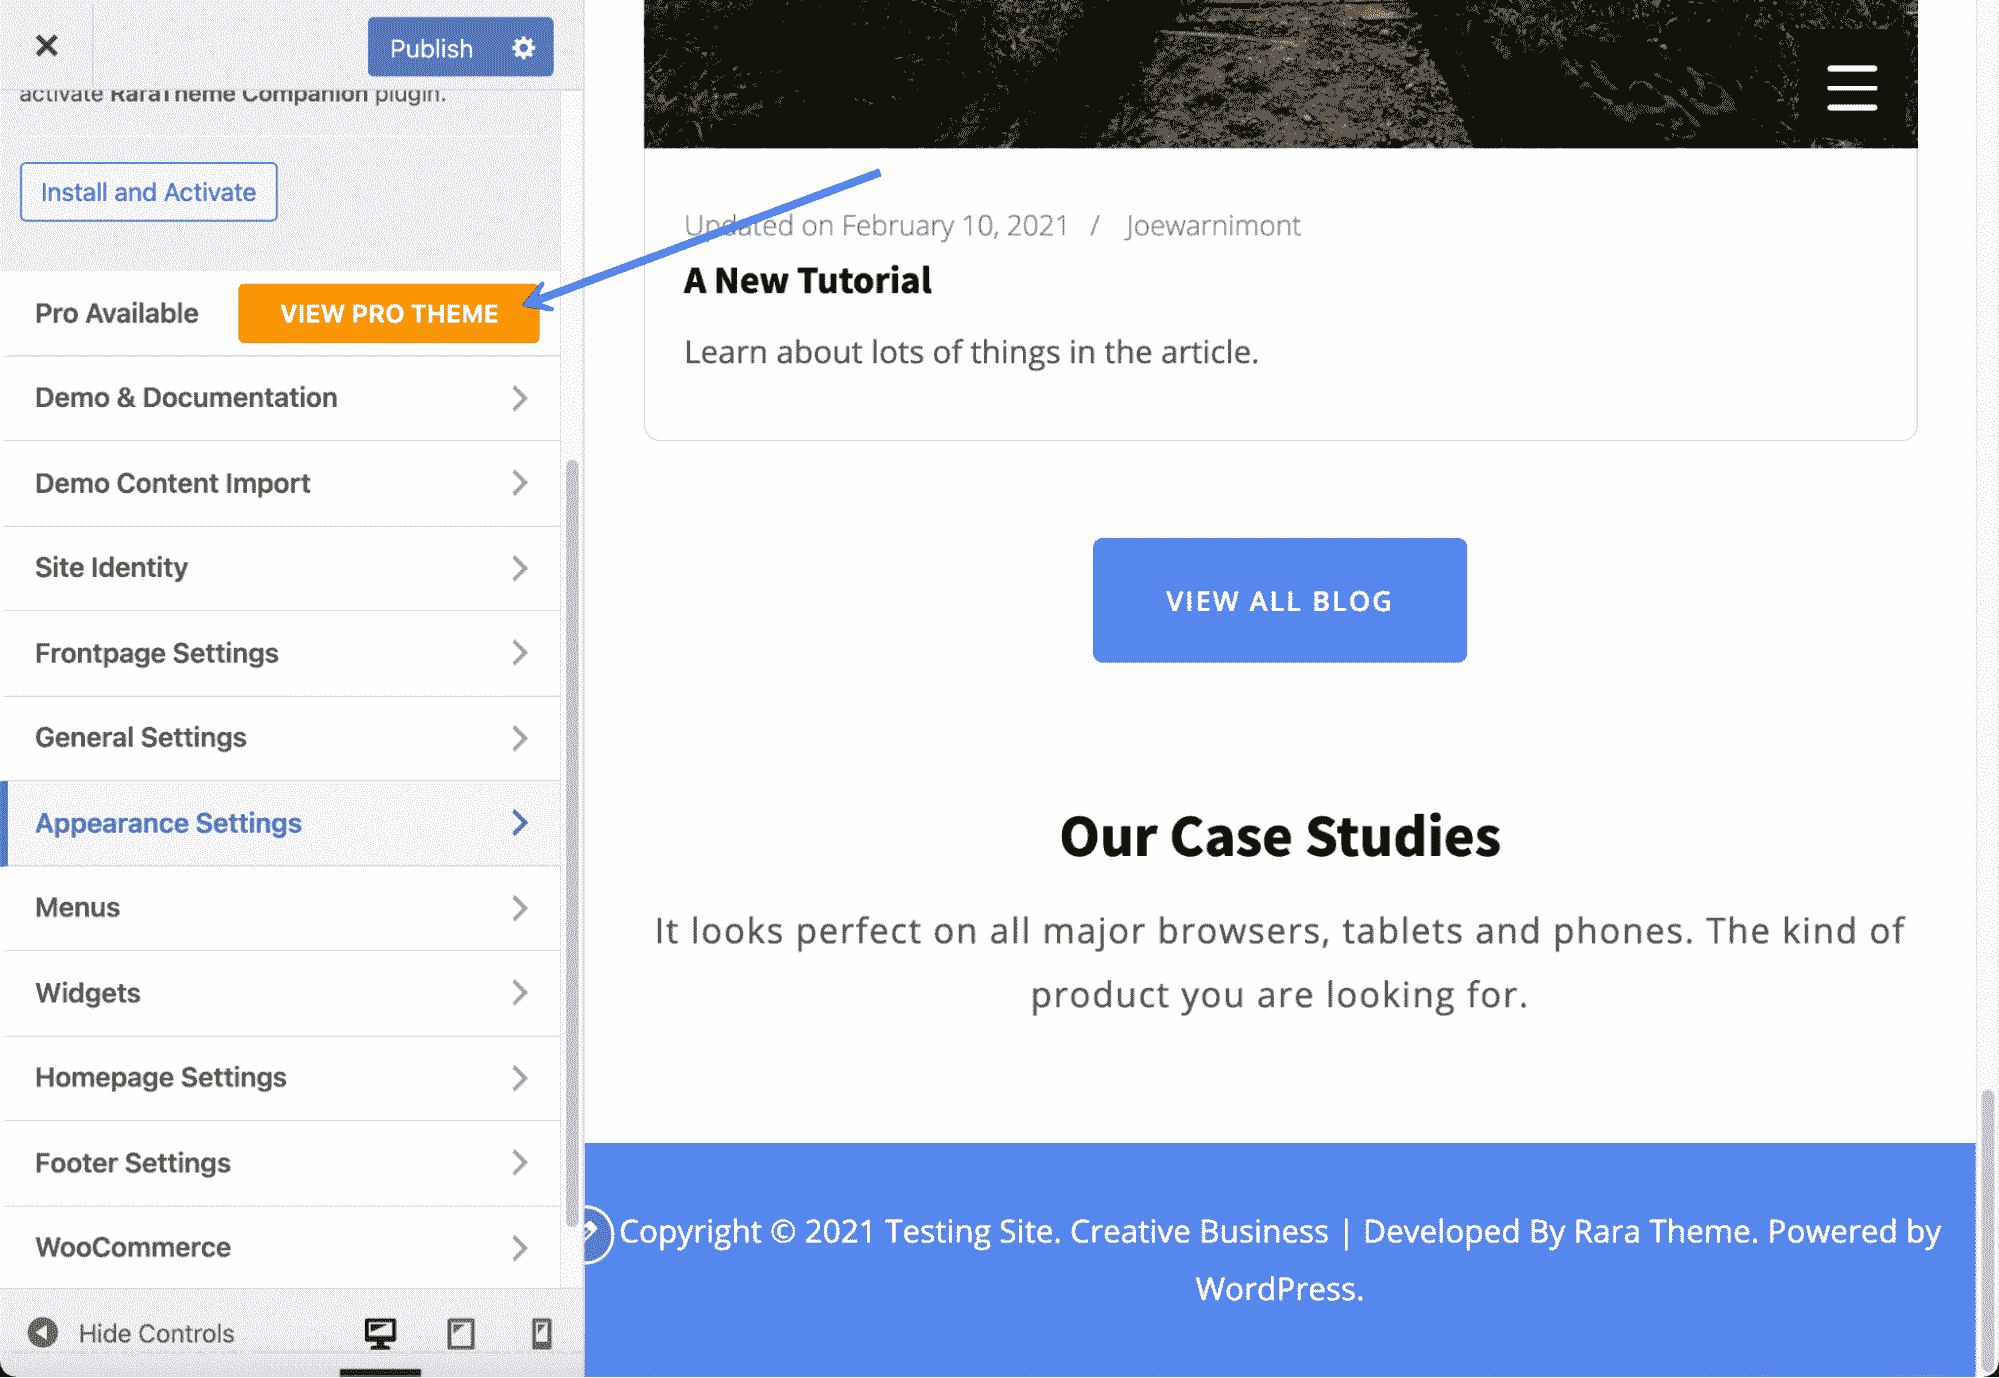 Publish
activate RaraTheme Companion plugin.
Install and Activate
Pro Available
VIEW PRO THEME
Demo & Documentation
Demo Content Import
Site Identity
Frontpage Settings
General Settings
Appearance Settings
Menus
Widgets
Homepage Settings
Footer Settings
WooCommerce
Hide Controls
Updated on February 10, 2021 / Joewarnimont
A New Tutorial
Learn about lots of things in the article.
VIEW ALL BLOG
Our Case Studies
It looks perfect on all major browsers, tablets and phones. The kind of
product you are looking for.
Copyright © 2021 Testing Site. Creative Business | Developed By Rara Theme. Powered by
WordPress.